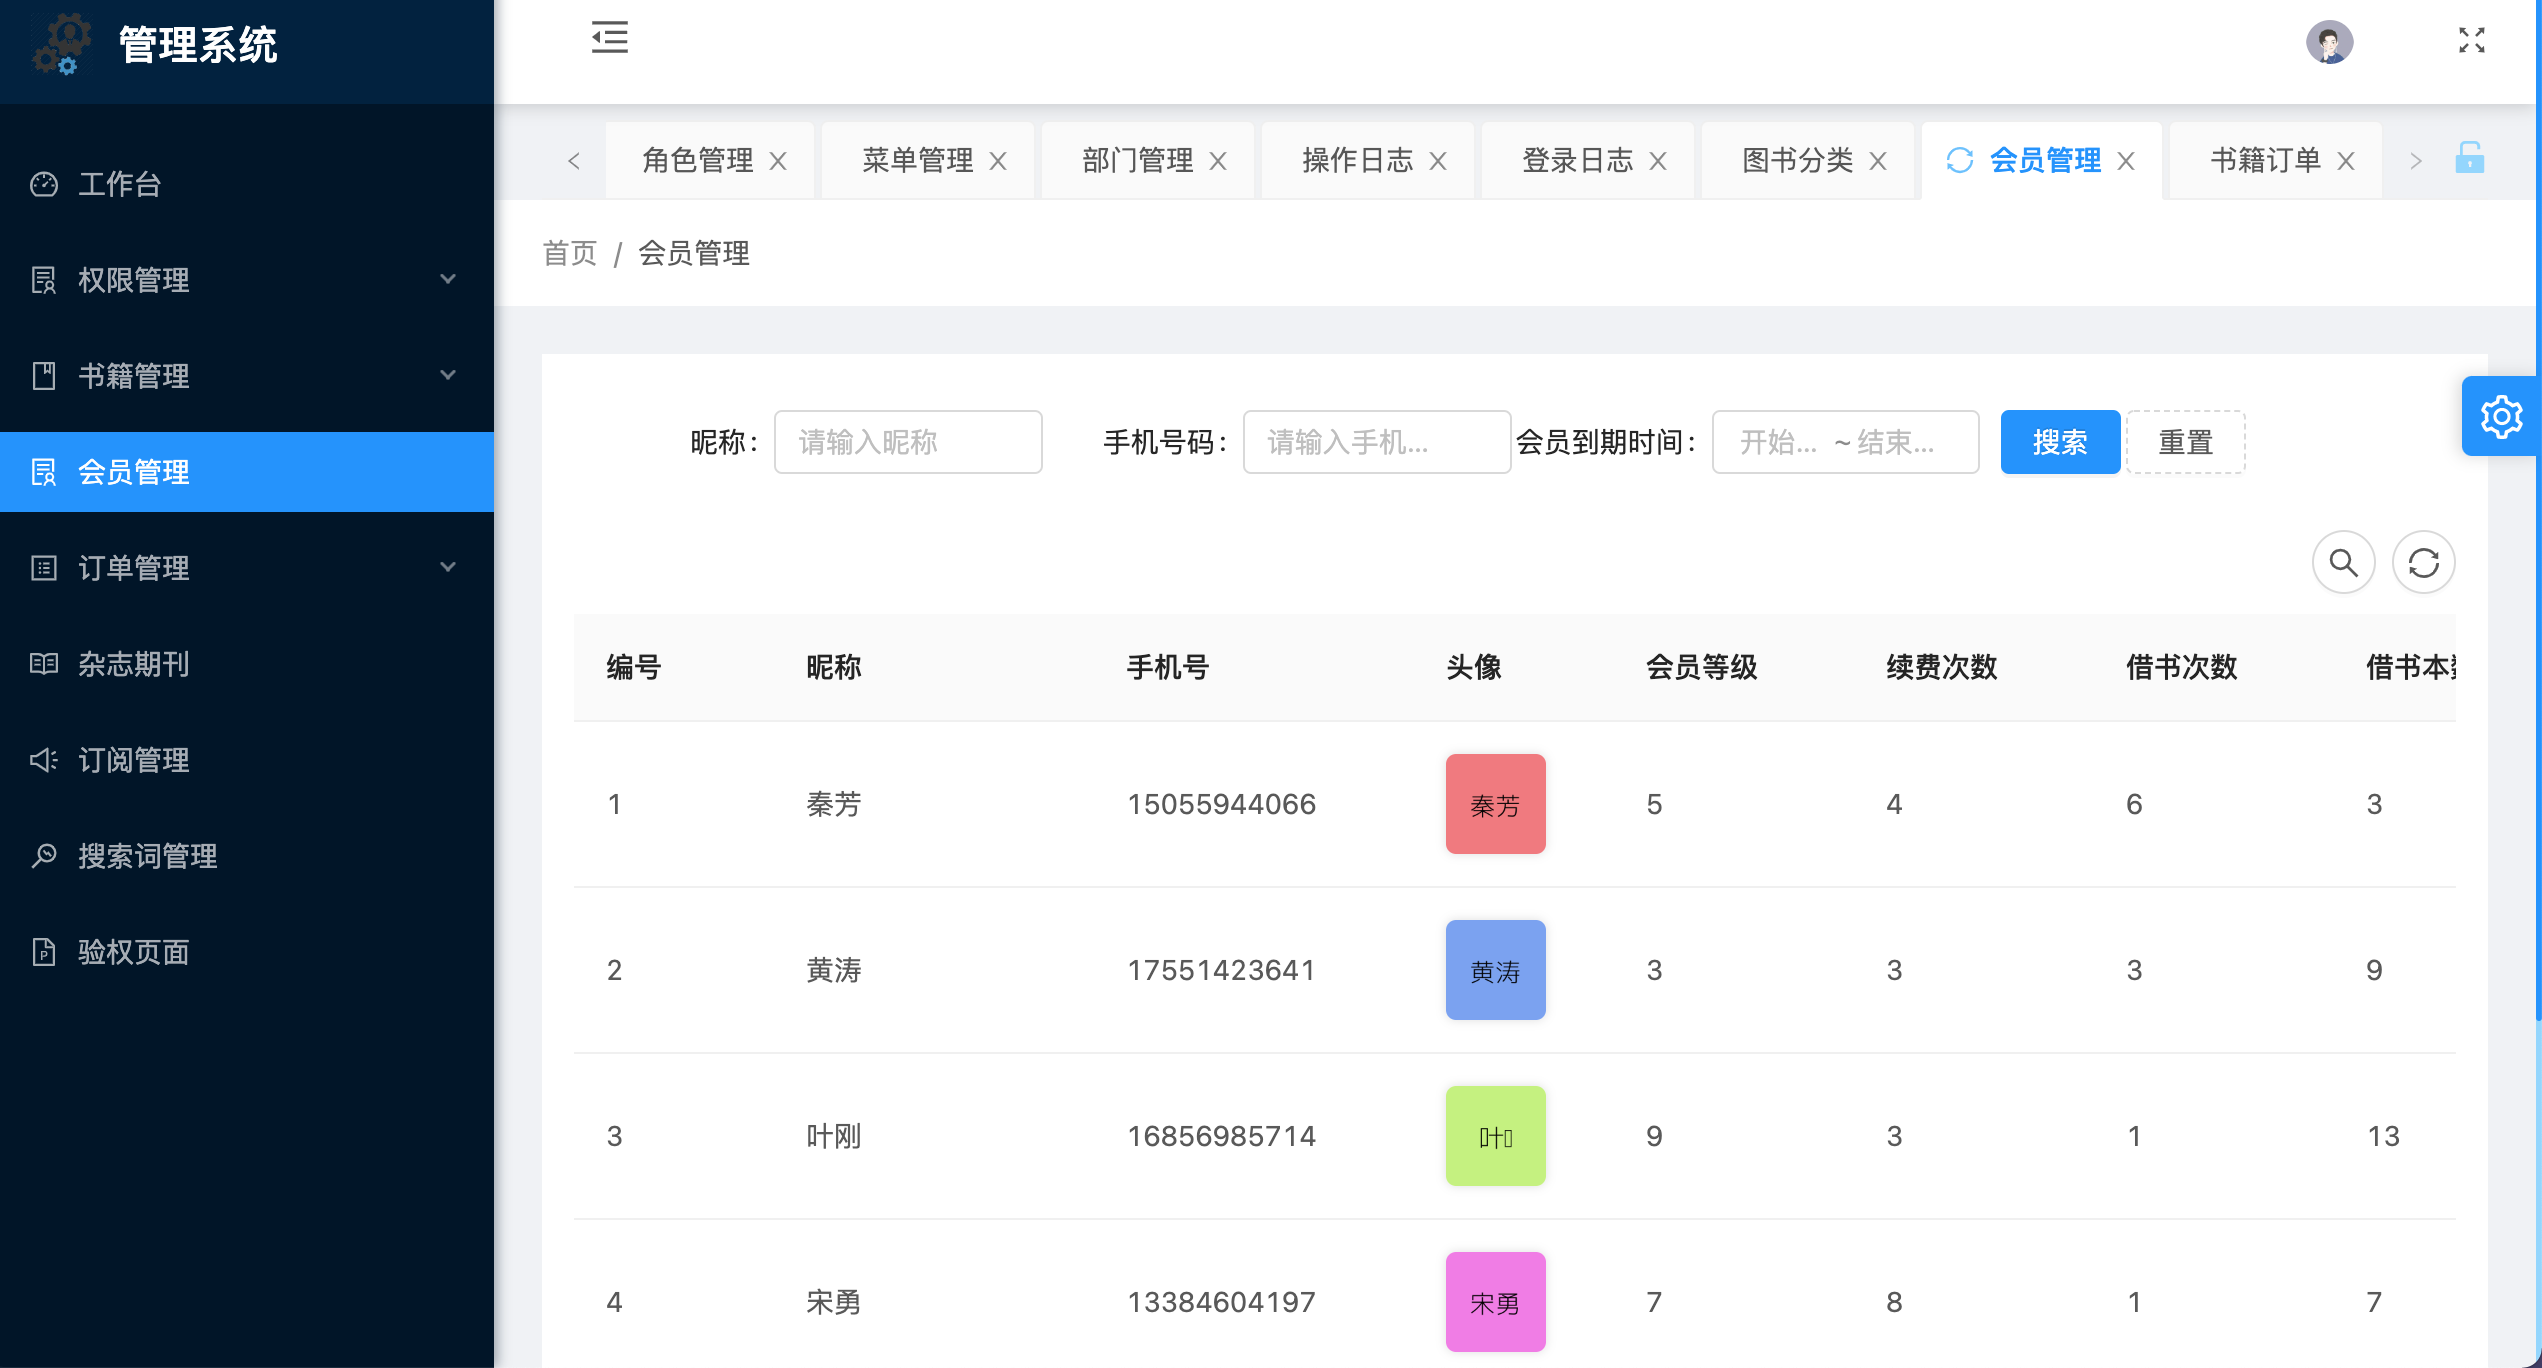 管理系统
工作台
权限管理
书籍管理
会员管理
订单管理
杂志期刊
订阅管理
搜索词管理
验权页面
角色管理 菜单管理 部门管理 操作日志 登录日志 图书分类 会员管理 书籍订单
首页 / 会员管理
昵称： 请输入昵称 手机号码： 请输入手机... 会员到期时间： 开始... ~ 结束... 搜索 重置
编号 昵称 手机号 头像 会员等级 续费次数 借书次数 借书本
1 秦芳 15055944066 秦芳 5 4 6 3
2 黄涛 17551423641 黄涛 3 3 3 9
3 叶刚 16856985714 叶 9 3 1 13
4 宋勇 13384604197 宋勇 7 8 1 7